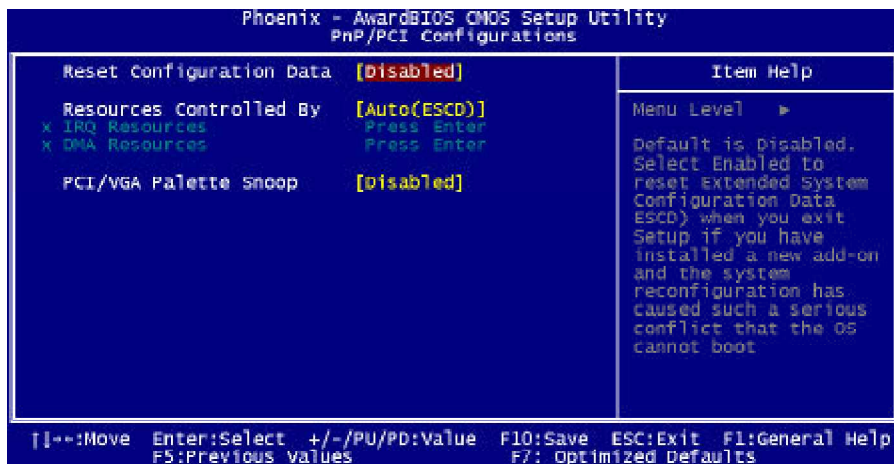 Phoenix - AwardBIOS CMOS Setup Utility
PnP/PCI Configurations
Reset Configuration Data [Disabled]
Resources Controlled By [Auto(ESCD)]
x IRQ Resources Press Enter
x DMA Resources Press Enter
PCI/VGA Palette Snoop [Disabled]
Item Help
Menu Level ►
Default is Disabled.
Select Enabled to
reset Extended System
Configuration Data
ESCD) when you exit
Setup if you have
installed a new add-on
and the system
reconfiguration has
caused such a serious
conflict that the OS
cannot boot
↑↓→←:Move Enter:Select +/-/PU/PD:Value F10:Save ESC:Exit F1:General Help
F5:Previous Values F7: Optimized Defaults